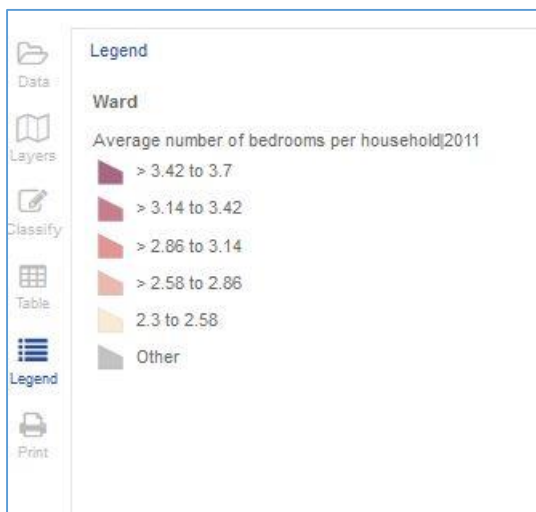 Data
Layers
Classify
Table
Legend
Print
Legend
Ward
Average number of bedrooms per household|2011
> 3.42 to 3.7
> 3.14 to 3.42
> 2.86 to 3.14
> 2.58 to 2.86
2.3 to 2.58
Other